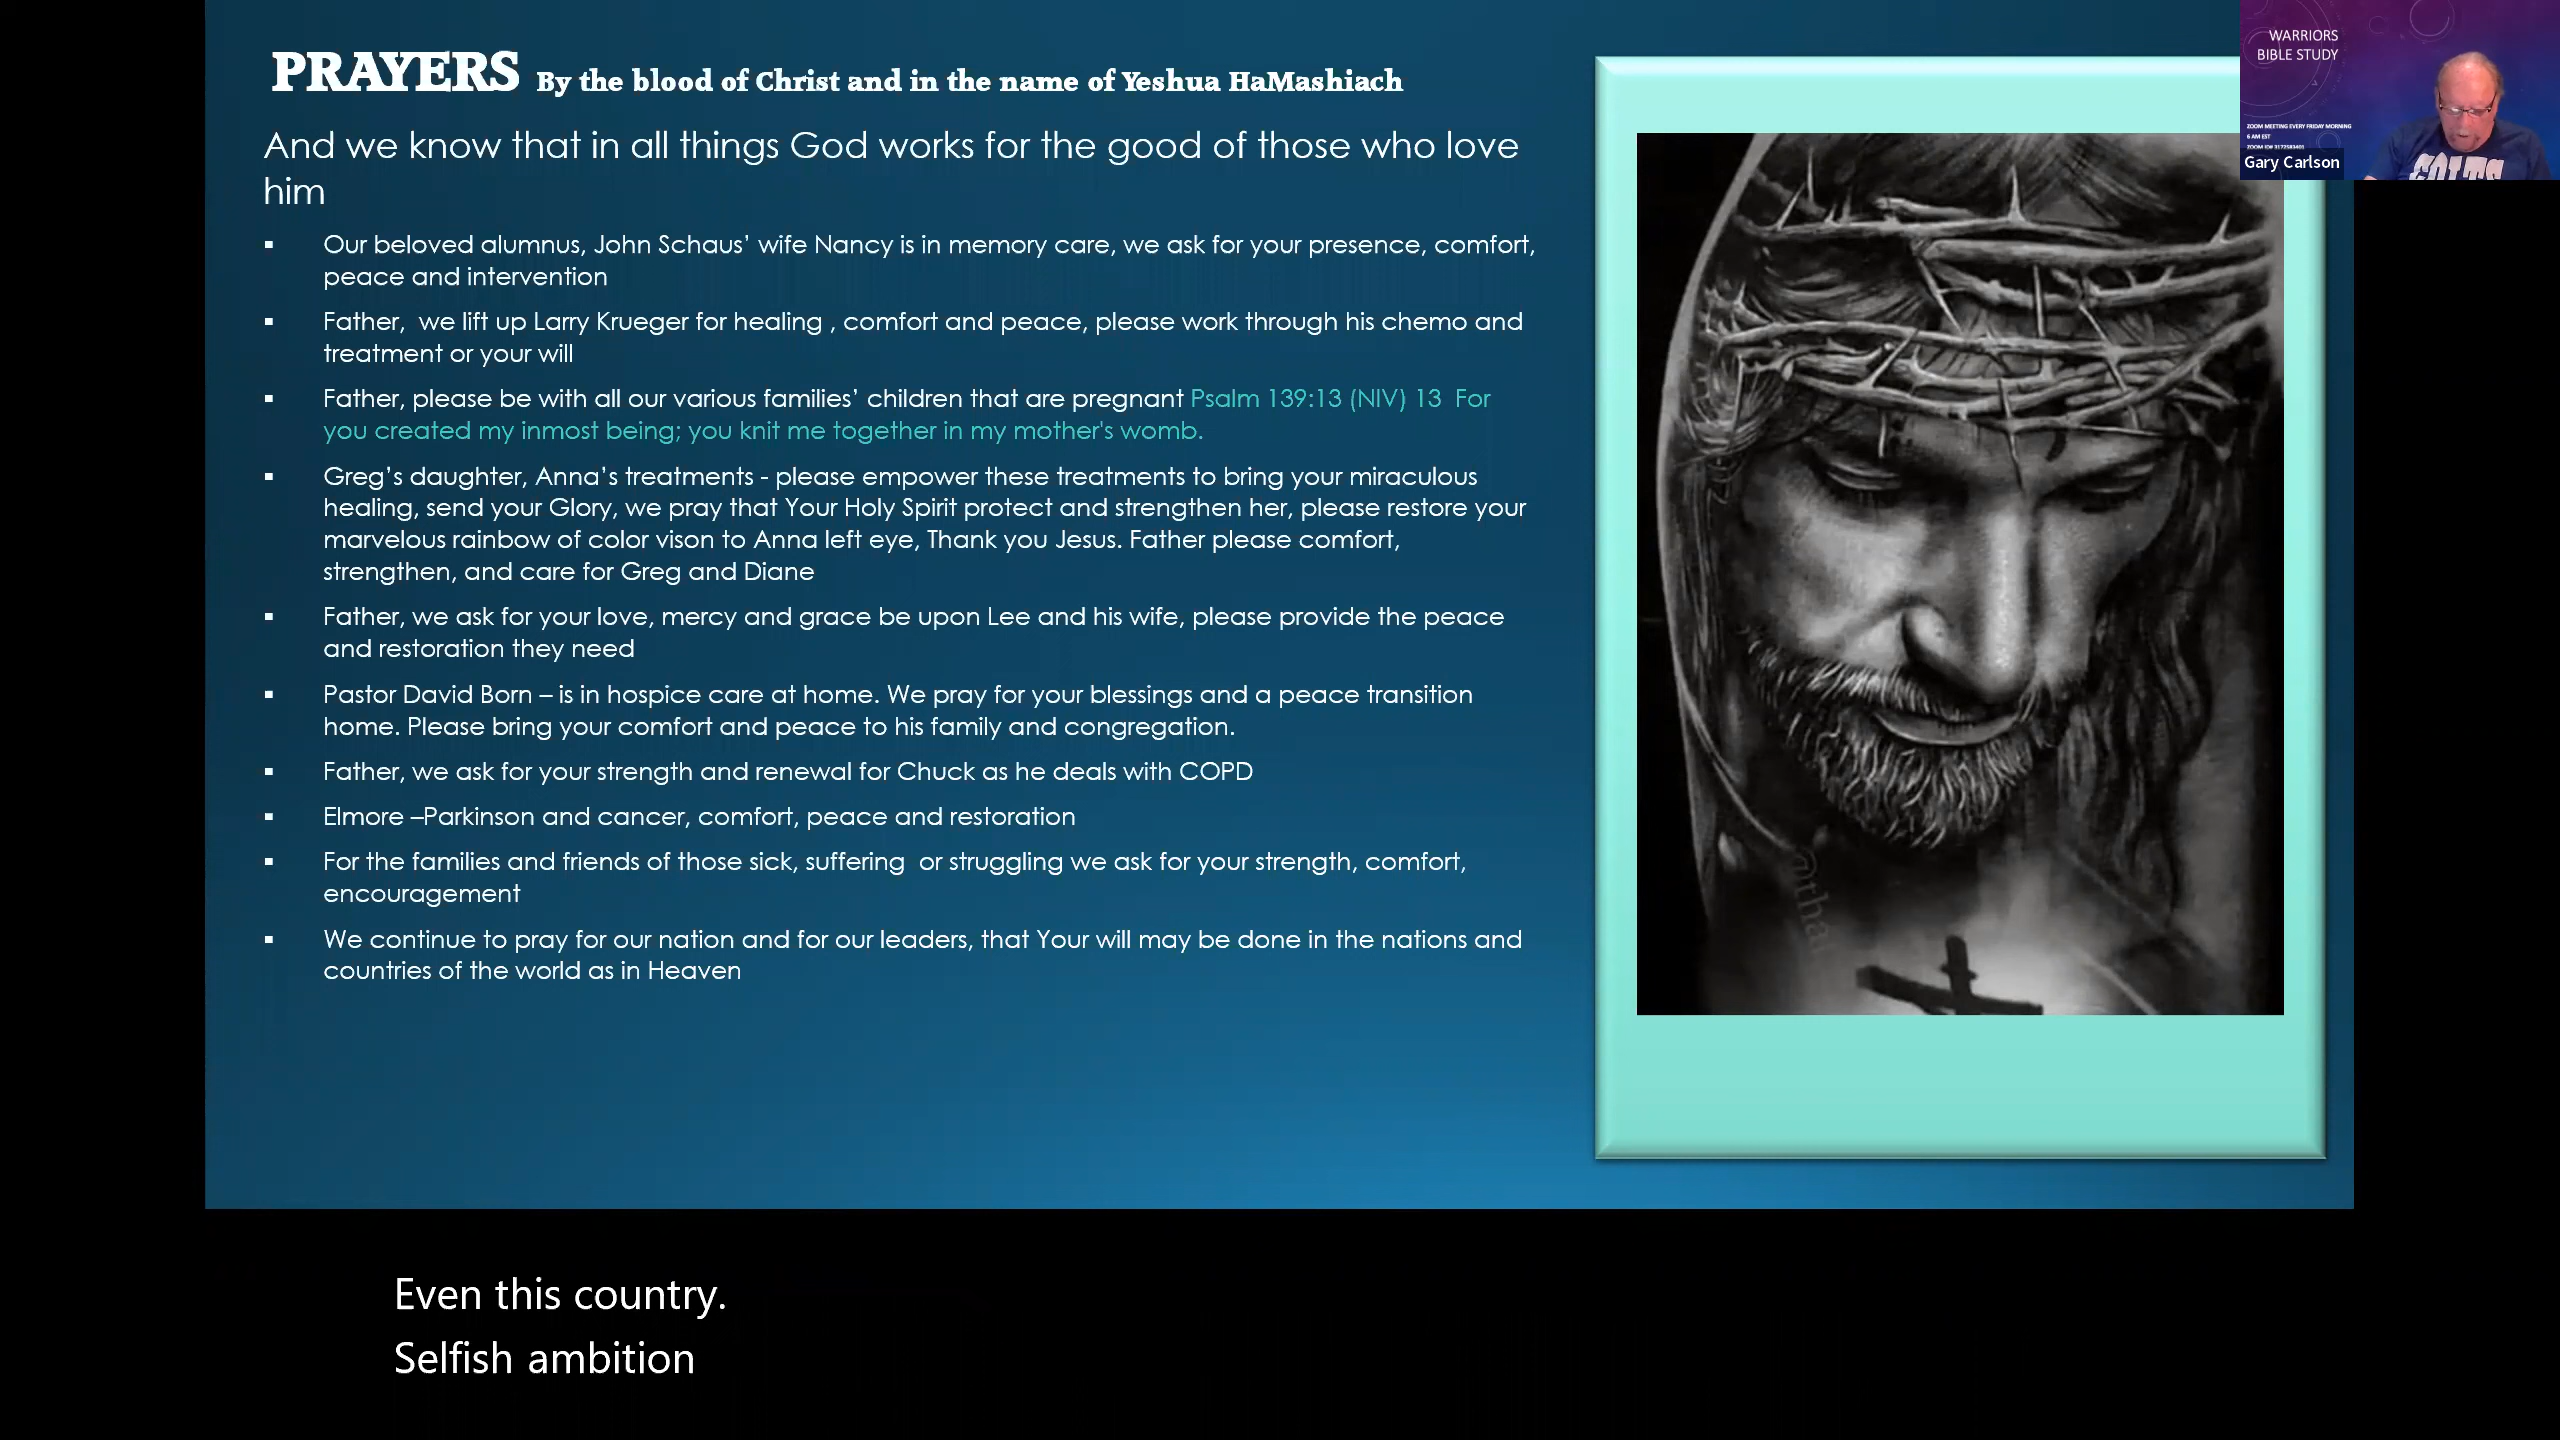 PRAYERS By the blood of Christ and in the name of Yeshua HaMashiach
And we know that in all things God works for the good of those who love
him
▪ Our beloved alumnus, John Schaus’ wife Nancy is in memory care, we ask for your presence, comfort,
peace and intervention
▪ Father,  we lift up Larry Krueger for healing , comfort and peace, please work through his chemo and
treatment or your will
▪ Father, please be with all our various families’ children that are pregnant Psalm 139:13 (NIV) 13  For
you created my inmost being; you knit me together in my mother's womb.
▪ Greg’s daughter, Anna’s treatments - please empower these treatments to bring your miraculous
healing, send your Glory, we pray that Your Holy Spirit protect and strengthen her, please restore your
marvelous rainbow of color vison to Anna left eye, Thank you Jesus. Father please comfort,
strengthen, and care for Greg and Diane
▪ Father, we ask for your love, mercy and grace be upon Lee and his wife, please provide the peace
and restoration they need
▪ Pastor David Born – is in hospice care at home. We pray for your blessings and a peace transition
home. Please bring your comfort and peace to his family and congregation.
▪ Father, we ask for your strength and renewal for Chuck as he deals with COPD
▪ Elmore –Parkinson and cancer, comfort, peace and restoration
▪ For the families and friends of those sick, suffering  or struggling we ask for your strength, comfort,
encouragement
▪ We continue to pray for our nation and for our leaders, that Your will may be done in the nations and
countries of the world as in Heaven
WARRIORS
BIBLE STUDY
ZOOM MEETING EVERY FRIDAY MORNING
6 AM EST
Gary Carlson
COLTS
Even this country.
Selfish ambition